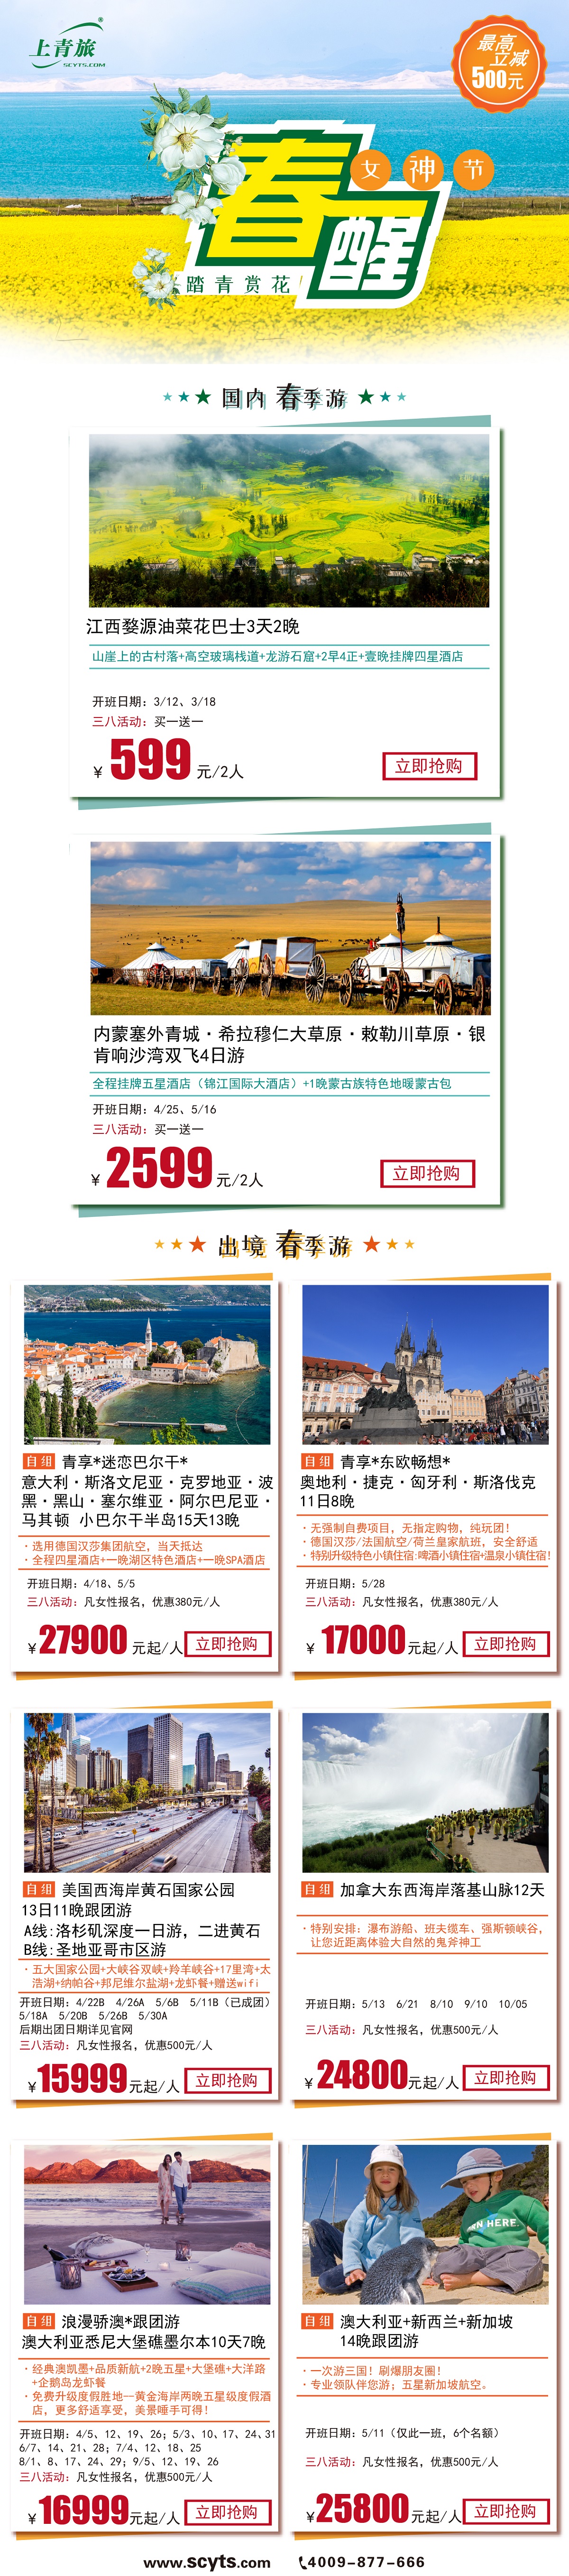 上青旅®
SCYTS.COM
最高
立减
500元
春醒
女神节
踏青赏花
国内 春季游
江西婺源油菜花巴士3天2晚
山崖上的古村落+高空玻璃栈道+龙游石窟+2早4正+壹晚挂牌四星酒店
开班日期：3/12、3/18
三八活动：买一送一
¥ 599 元/2人
立即抢购
内蒙塞外青城·希拉穆仁大草原·敕勒川草原·银
肯响沙湾双飞4日游
全程挂牌五星酒店（锦江国际大酒店）+1晚蒙古族特色地暖蒙古包
开班日期：4/25、5/16
三八活动：买一送一
¥ 2599 元/2人
立即抢购
出境 春季游
自组 青享*迷恋巴尔干*
意大利·斯洛文尼亚·克罗地亚·波
黑·黑山·塞尔维亚·阿尔巴尼亚·
马其顿 小巴尔干半岛15天13晚
·选用德国汉莎集团航空，当天抵达
·全程四星酒店+一晚湖区特色酒店+一晚SPA酒店
开班日期：4/18、5/5
三八活动：凡女性报名，优惠380元/人
¥27900 元起/人 立即抢购
自组 青享*东欧畅想*
奥地利·捷克·匈牙利·斯洛伐克
11日8晚
·无强制自费项目，无指定购物，纯玩团！
·德国汉莎/法国航空/荷兰皇家航班，安全舒适
·特别升级特色小镇住宿:啤酒小镇住宿+温泉小镇住宿！
开班日期：5/28
三八活动：凡女性报名，优惠380元/人
¥ 17000 元起/人 立即抢购
自组 美国西海岸黄石国家公园
13日11晚跟团游
A线:洛杉矶深度一日游，二进黄石
B线:圣地亚哥市区游
·五大国家公园+大峡谷双峡+羚羊峡谷+17里湾+太
浩湖+纳帕谷+邦尼维尔盐湖+龙虾餐+赠送wifi
开班日期：4/22B 4/26A 5/6B 5/11B（已成团）
5/18A 5/20B 5/26B 5/30A
后期出团日期详见官网
三八活动：凡女性报名，优惠500元/人
¥15999元起/人 立即抢购
自组 加拿大东西海岸落基山脉12天
·特别安排：瀑布游船、班夫缆车、强斯顿峡谷，
让您近距离体验大自然的鬼斧神工
开班日期：5/13 6/21 8/10 9/10 10/05
三八活动：凡女性报名，优惠500元/人
¥24800元起/人 立即抢购
自组 浪漫骄澳*跟团游
澳大利亚悉尼大堡礁墨尔本10天7晚
·经典澳凯墨+品质新航+2晚五星+大堡礁+大洋路
+企鹅岛龙虾餐
·免费升级度假胜地--黄金海岸两晚五星级度假酒
店，更多舒适享受，美景唾手可得！
开班日期：4/5、12、19、26；5/3、10、17、24、31
6/7、14、21、28；7/4、12、18、25
8/1、8、17、24、29；9/5、12、19、26
三八活动：凡女性报名，优惠500元/人
¥16999元起/人 立即抢购
N HERE
自组 澳大利亚+新西兰+新加坡
14晚跟团游
·一次游三国！刷爆朋友圈！
·专业领队伴您游；五星新加坡航空。
开班日期：5/11（仅此一班，6个名额）
三八活动：凡女性报名，优惠500元/人
¥25800元起/人 立即抢购
www.scyts.com 4009-877-666